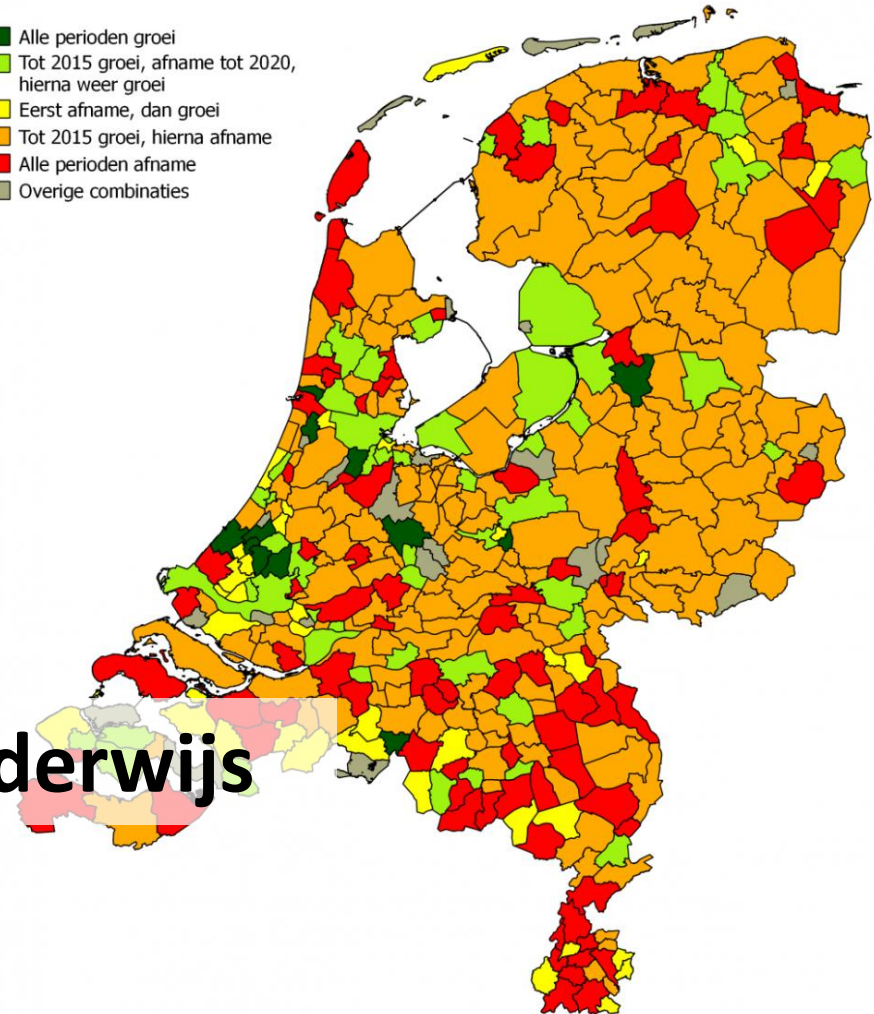 Alle perioden groei
Tot 2015 groei, afname tot 2020,
hierna weer groei
Eerst afname, dan groei
Tot 2015 groei, hierna afname
Alle perioden afname
Overige combinaties
derwijs